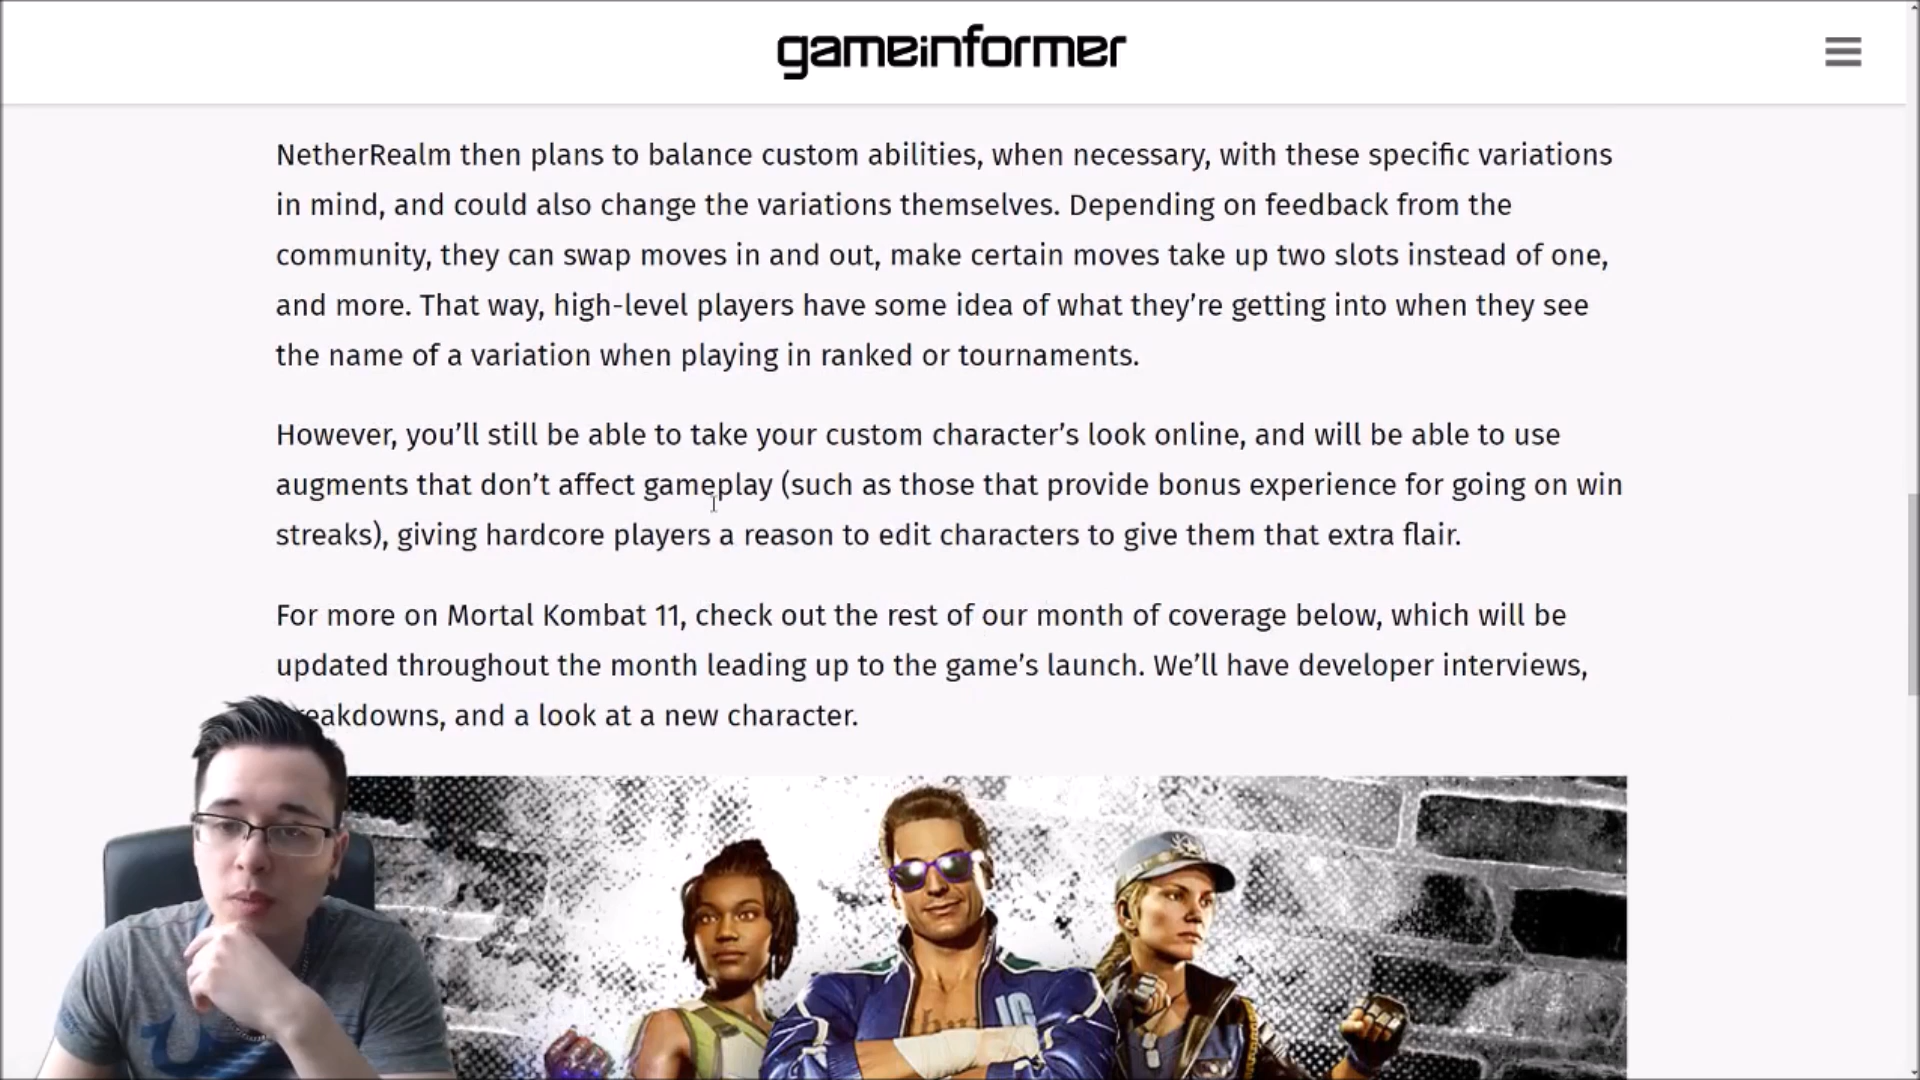 gameinformer
NetherRealm then plans to balance custom abilities, when necessary, with these specific variations
in mind, and could also change the variations themselves. Depending on feedback from the
community, they can swap moves in and out, make certain moves take up two slots instead of one,
and more. That way, high-level players have some idea of what they’re getting into when they see
the name of a variation when playing in ranked or tournaments.
However, you’ll still be able to take your custom character’s look online, and will be able to use
augments that don’t affect gameplay (such as those that provide bonus experience for going on win
streaks), giving hardcore players a reason to edit characters to give them that extra flair.
For more on Mortal Kombat 11, check out the rest of our month of coverage below, which will be
updated throughout the month leading up to the game’s launch. We’ll have developer interviews,
eakdowns, and a look at a new character.
JC